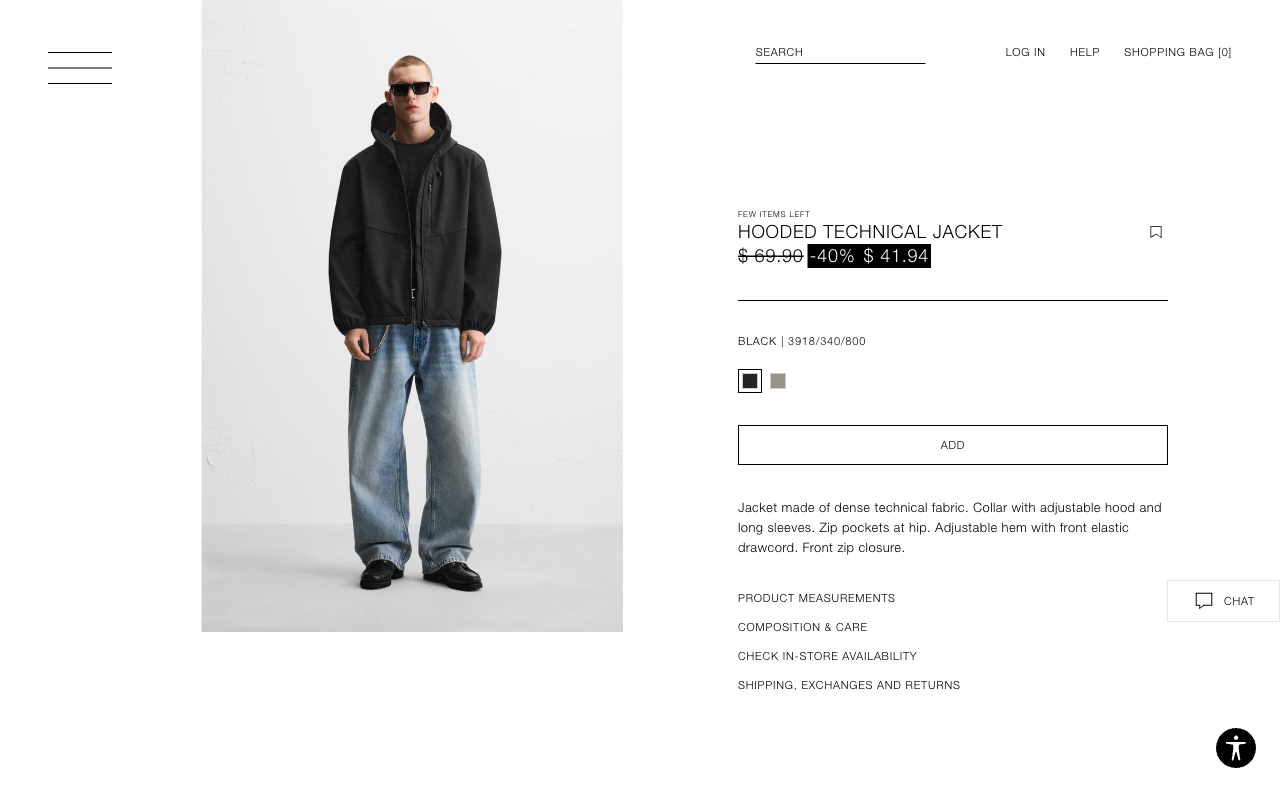 SEARCH
LOG IN
HELP
SHOPPING BAG [0]
FEW ITEMS LEFT
HOODED TECHNICAL JACKET
$ 69.90 -40% $ 41.94
BLACK | 3918/340/800
ADD
Jacket made of dense technical fabric. Collar with adjustable hood and
long sleeves. Zip pockets at hip. Adjustable hem with front elastic
drawcord. Front zip closure.
PRODUCT MEASUREMENTS
CHAT
COMPOSITION & CARE
CHECK IN-STORE AVAILABILITY
SHIPPING, EXCHANGES AND RETURNS